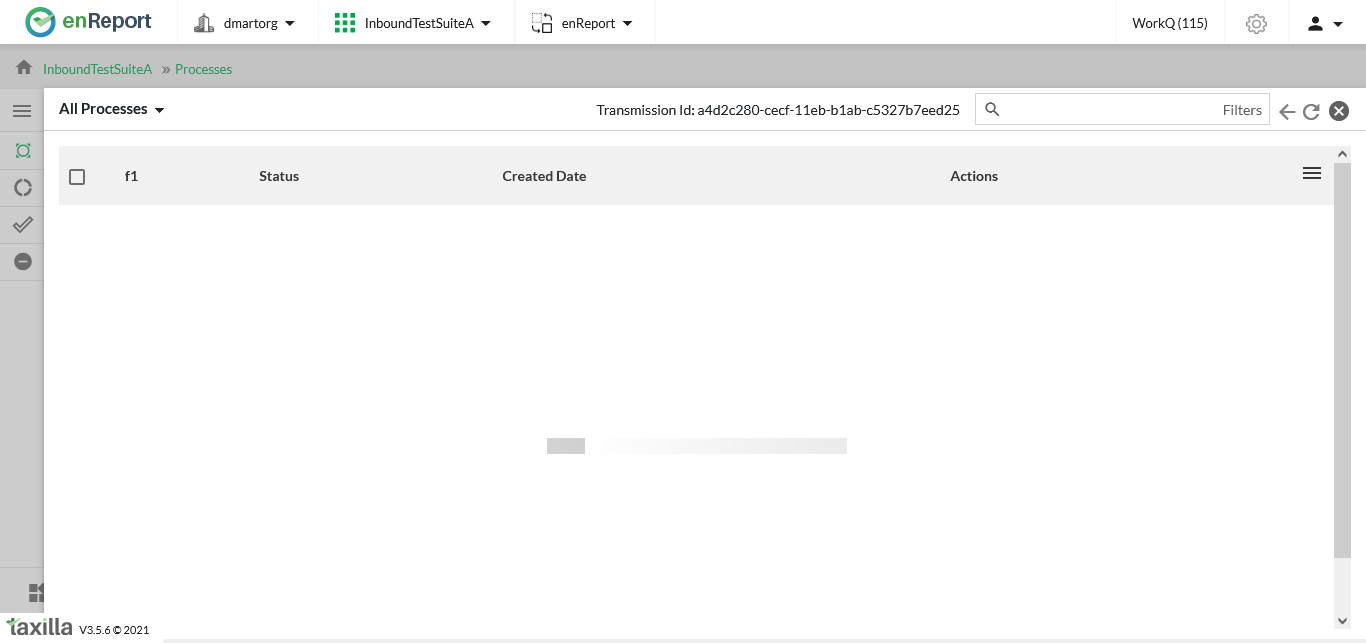 enReport dmartorg InboundTestSuiteA enReport WorkQ (115)
InboundTestSuiteA » Processes
All Processes Transmission Id: a4d2c280-cecf-11eb-b1ab-c5327b7eed25 Filters
f1 Status Created Date Actions
taxilla V3.5.6 © 2021